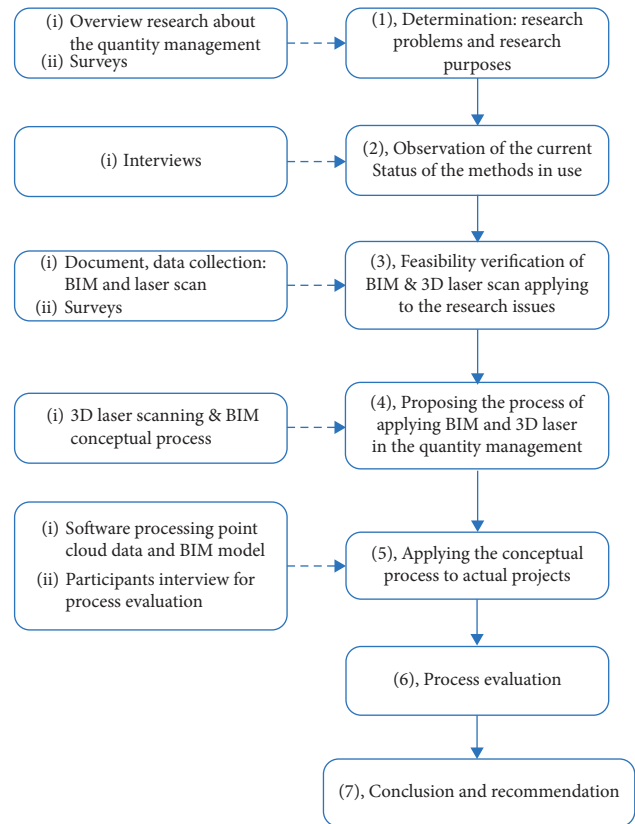 (i) Overview research about
the quantity management
(ii) Surveys
(1), Determination: research
problems and research
purposes
(i) Interviews
(2), Observation of the current
Status of the methods in use
(i) Document, data collection:
BIM and laser scan
(ii) Surveys
(3), Feasibility verification of
BIM & 3D laser scan applying
to the research issues
(i) 3D laser scanning & BIM
conceptual process
(4), Proposing the process of
applying BIM and 3D laser
in the quantity management
(i) Software processing point
cloud data and BIM model
(ii) Participants interview for
process evaluation
(5), Applying the conceptual
process to actual projects
(6), Process evaluation
(7), Conclusion and recommendation